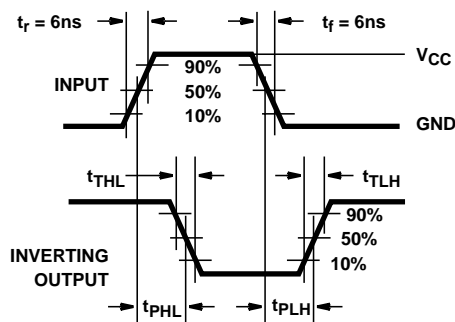 tr = 6ns
tf = 6ns
VCC
90%
INPUT
50%
10%
GND
tTHL
tTLH
90%
50%
INVERTING
OUTPUT
10%
tPHL
tPLH